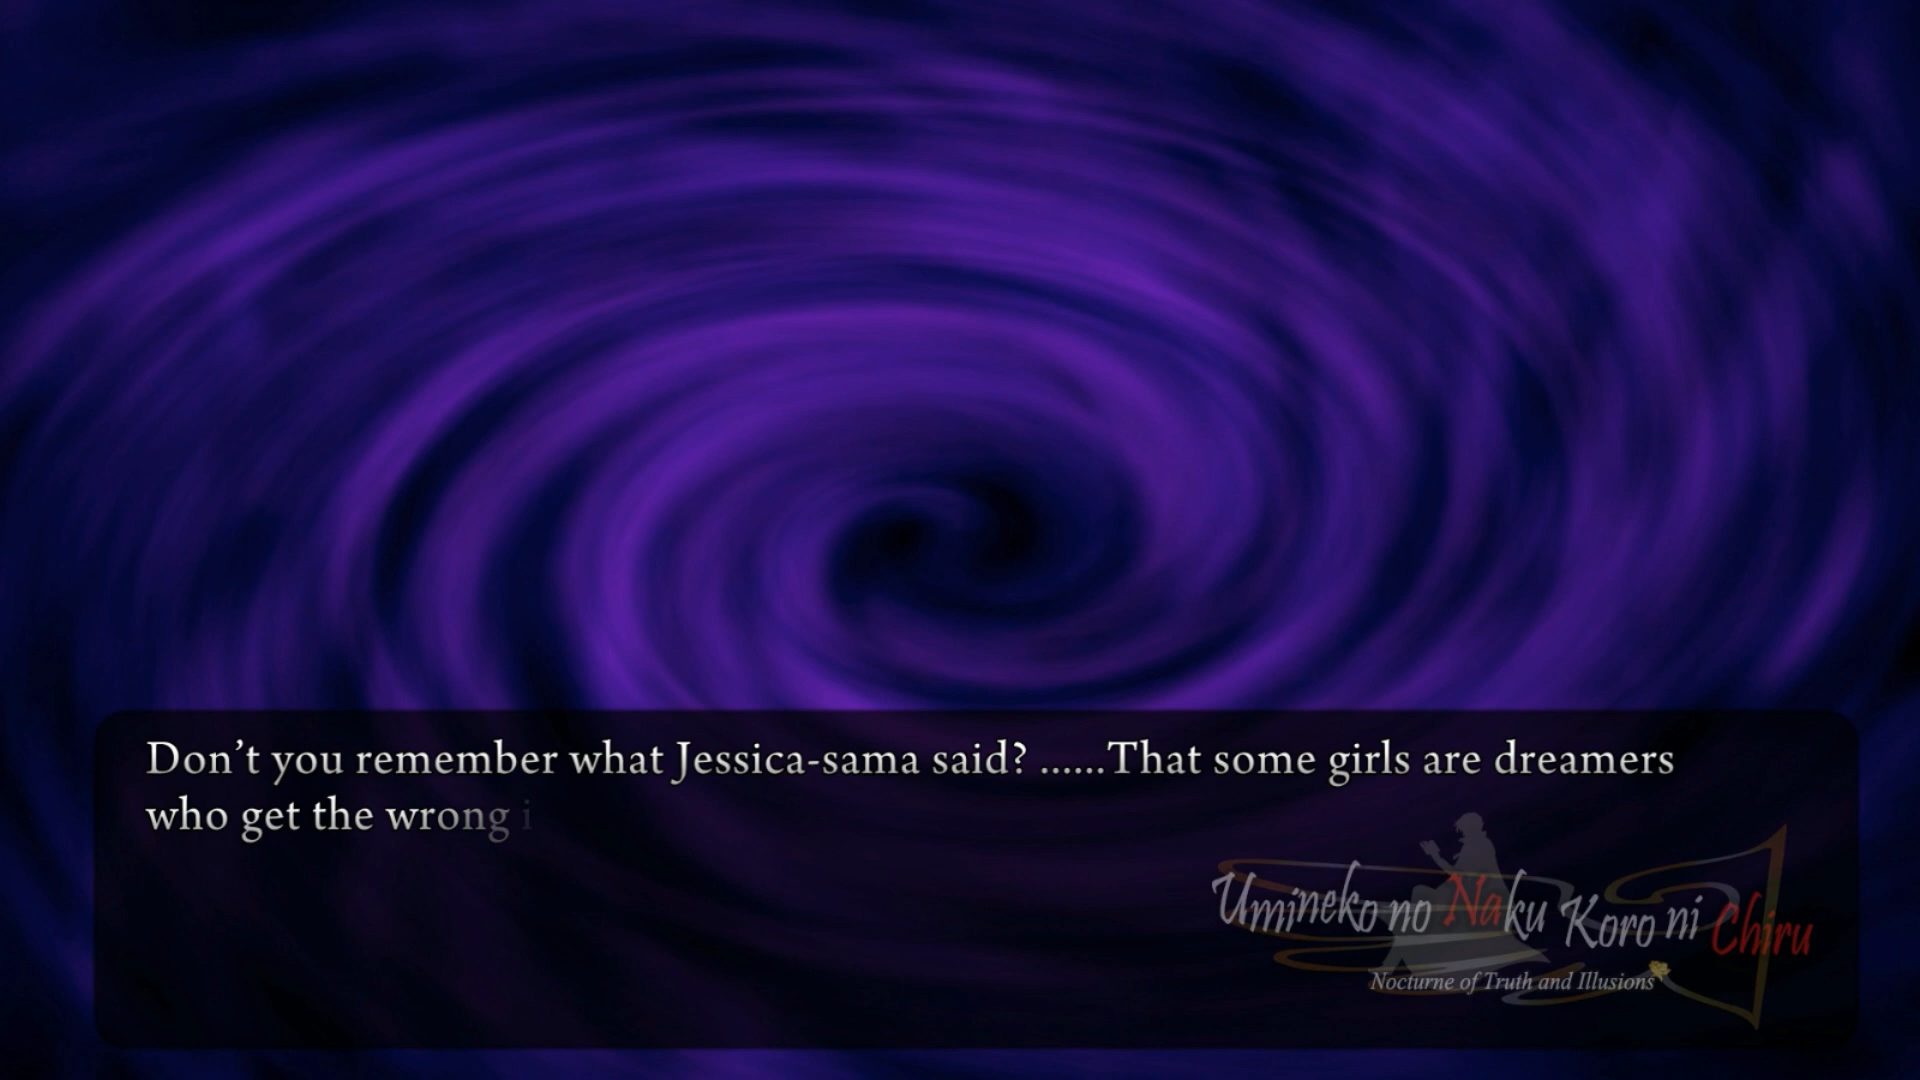 Don't you remember what Jessica-sama said? ......That some girls are dreamers
who get the wrong i
Umineko no Naku Koro ni Chiru
Nocturne of Truth and Illusions